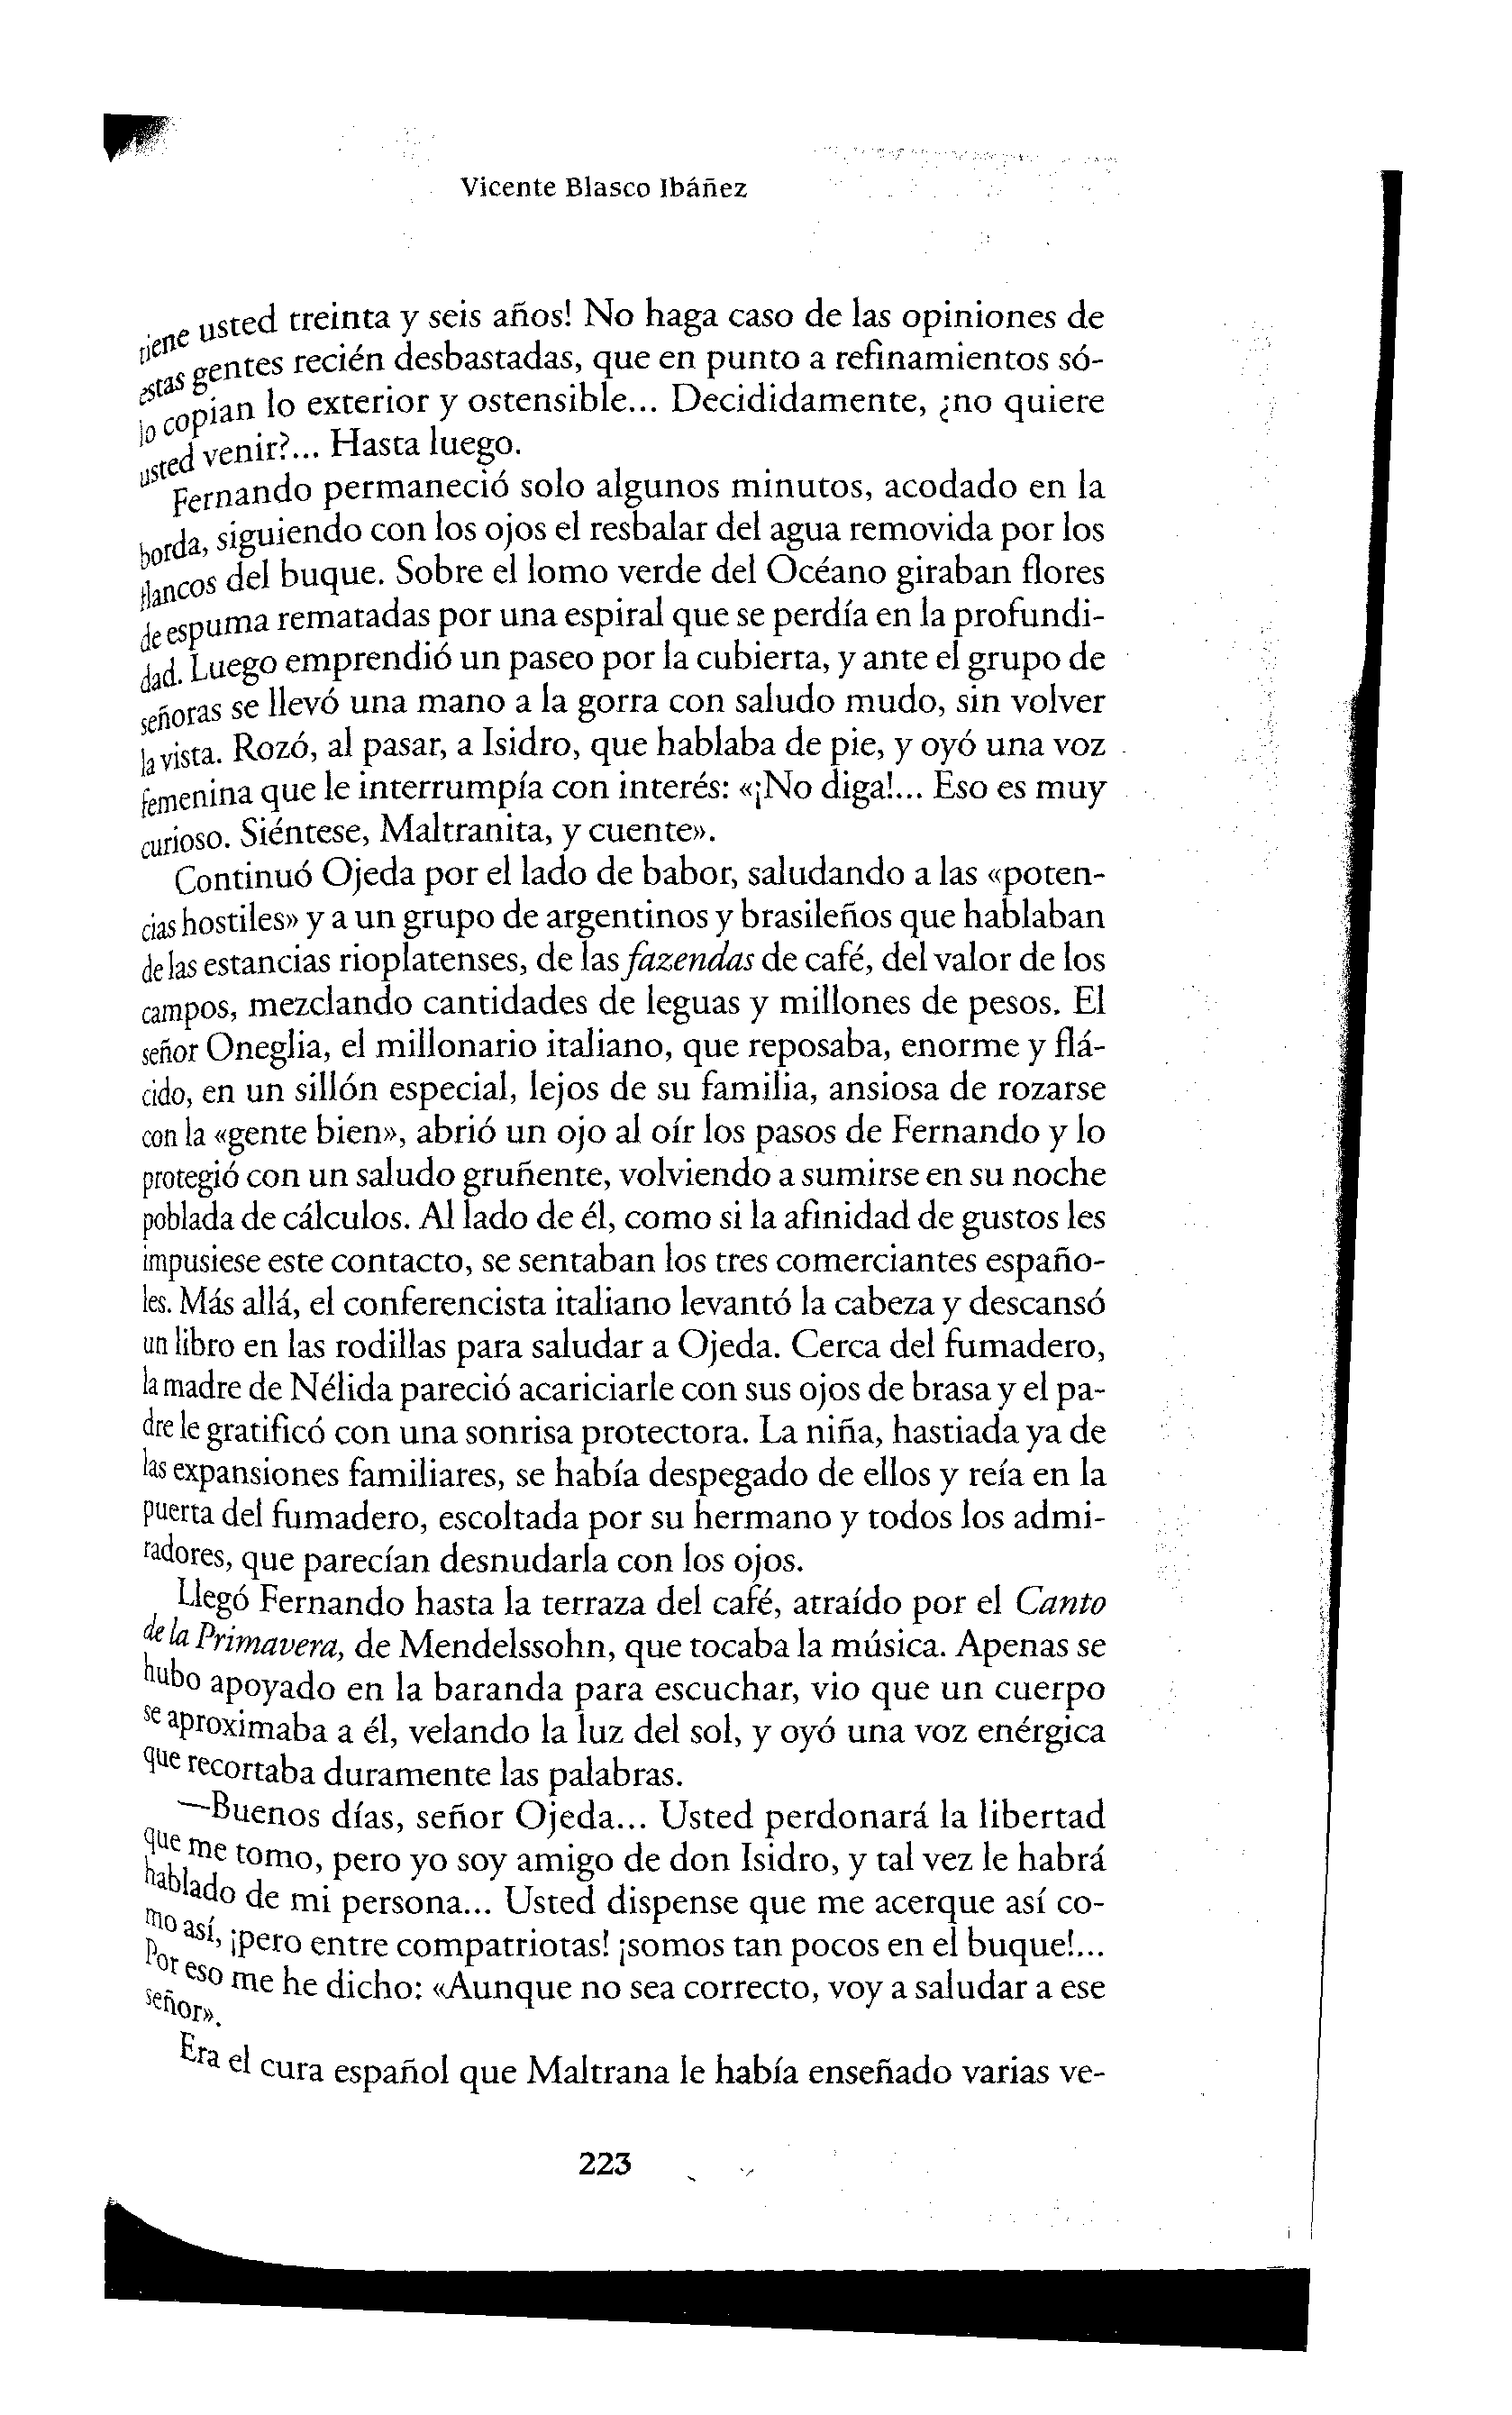 Vicente Blasco Ibáñez
tiene usted treinta y seis años! No haga caso de las opiniones de
estas gentes recién desbastadas, que en punto a refinamientos só-
lo copian lo exterior y ostensible... Decididamente, ¿no quiere
usted venir?... Hasta luego.
Fernando permaneció solo algunos minutos, acodado en la
borda, siguiendo con los ojos el resbalar del agua removida por los
flancos del buque. Sobre el lomo verde del Océano giraban flores
de espuma rematadas por una espiral que se perdía en la profundi-
dad. Luego emprendió un paseo por la cubierta, y ante el grupo de
señoras se llevó una mano a la gorra con saludo mudo, sin volver
la vista. Rozó, al pasar, a Isidro, que hablaba de pie, y oyó una voz
femenina que le interrumpía con interés: «¡No diga!... Eso es muy
curioso. Siéntese, Maltranita, y cuente».
Continuó Ojeda por el lado de babor, saludando a las «poten-
cias hostiles» y a un grupo de argentinos y brasileños que hablaban
de las estancias rioplatenses, de las fazendas de café, del valor de los
campos, mezclando cantidades de leguas y millones de pesos. El
señor Oneglia, el millonario italiano, que reposaba, enorme y flá-
cido, en un sillón especial, lejos de su familia, ansiosa de rozarse
con la «gente bien», abrió un ojo al oír los pasos de Fernando y lo
protegió con un saludo gruñente, volviendo a sumirse en su noche
poblada de cálculos. Al lado de él, como si la afinidad de gustos les
impusiese este contacto, se sentaban los tres comerciantes españo-
les. Más allá, el conferencista italiano levantó la cabeza y descansó
un libro en las rodillas para saludar a Ojeda. Cerca del fumadero,
la madre de Nélida pareció acariciarle con sus ojos de brasa y el pa-
dre le gratificó con una sonrisa protectora. La niña, hastiada ya de
las expansiones familiares, se había despegado de ellos y reía en la
puerta del fumadero, escoltada por su hermano y todos los admi-
radores, que parecían desnudarla con los ojos.
Llegó Fernando hasta la terraza del café, atraído por el Canto
de la Primavera, de Mendelssohn, que tocaba la música. Apenas se
hubo apoyado en la baranda para escuchar, vio que un cuerpo
se aproximaba a él, velando la luz del sol, y oyó una voz enérgica
que recortaba duramente las palabras.
—Buenos días, señor Ojeda... Usted perdonará la libertad
que me tomo, pero yo soy amigo de don Isidro, y tal vez le habrá
hablado de mi persona... Usted dispense que me acerque así co-
mo así, ¡pero entre compatriotas! ¡somos tan pocos en el buque!...
Por eso me he dicho: «Aunque no sea correcto, voy a saludar a ese
señor».
Era el cura español que Maltrana le había enseñado varias ve-
223